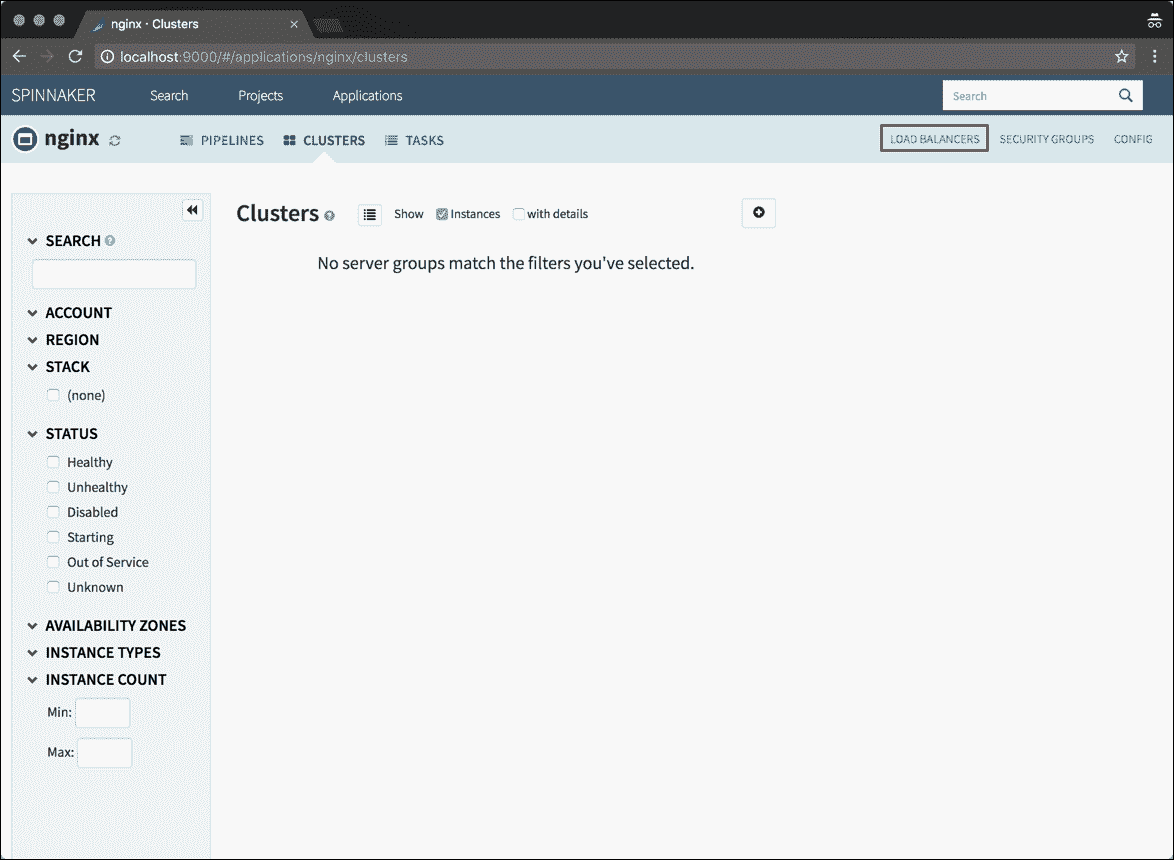 nginx · Clusters
localhost:9000/#/applications/nginx/clusters
SPINNAKER Search Projects Applications Search
nginx PIPELINES CLUSTERS TASKS LOAD BALANCERS SECURITY GROUPS CONFIG
Clusters Show Instances with details
No server groups match the filters you've selected.
SEARCH
ACCOUNT
REGION
STACK
(none)
STATUS
Healthy
Unhealthy
Disabled
Starting
Out of Service
Unknown
AVAILABILITY ZONES
INSTANCE TYPES
INSTANCE COUNT
Min:
Max: